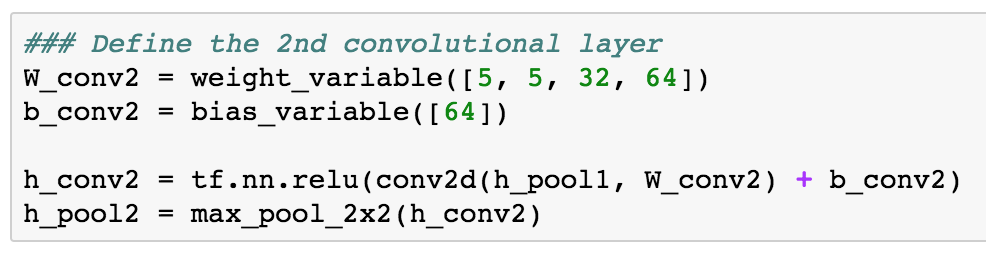 ### Define the 2nd convolutional layer
W_conv2 = weight_variable([5, 5, 32, 64])
b_conv2 = bias_variable([64])
h_conv2 = tf.nn.relu(conv2d(h_pool1, W_conv2) + b_conv2)
h_pool2 = max_pool_2x2(h_conv2)